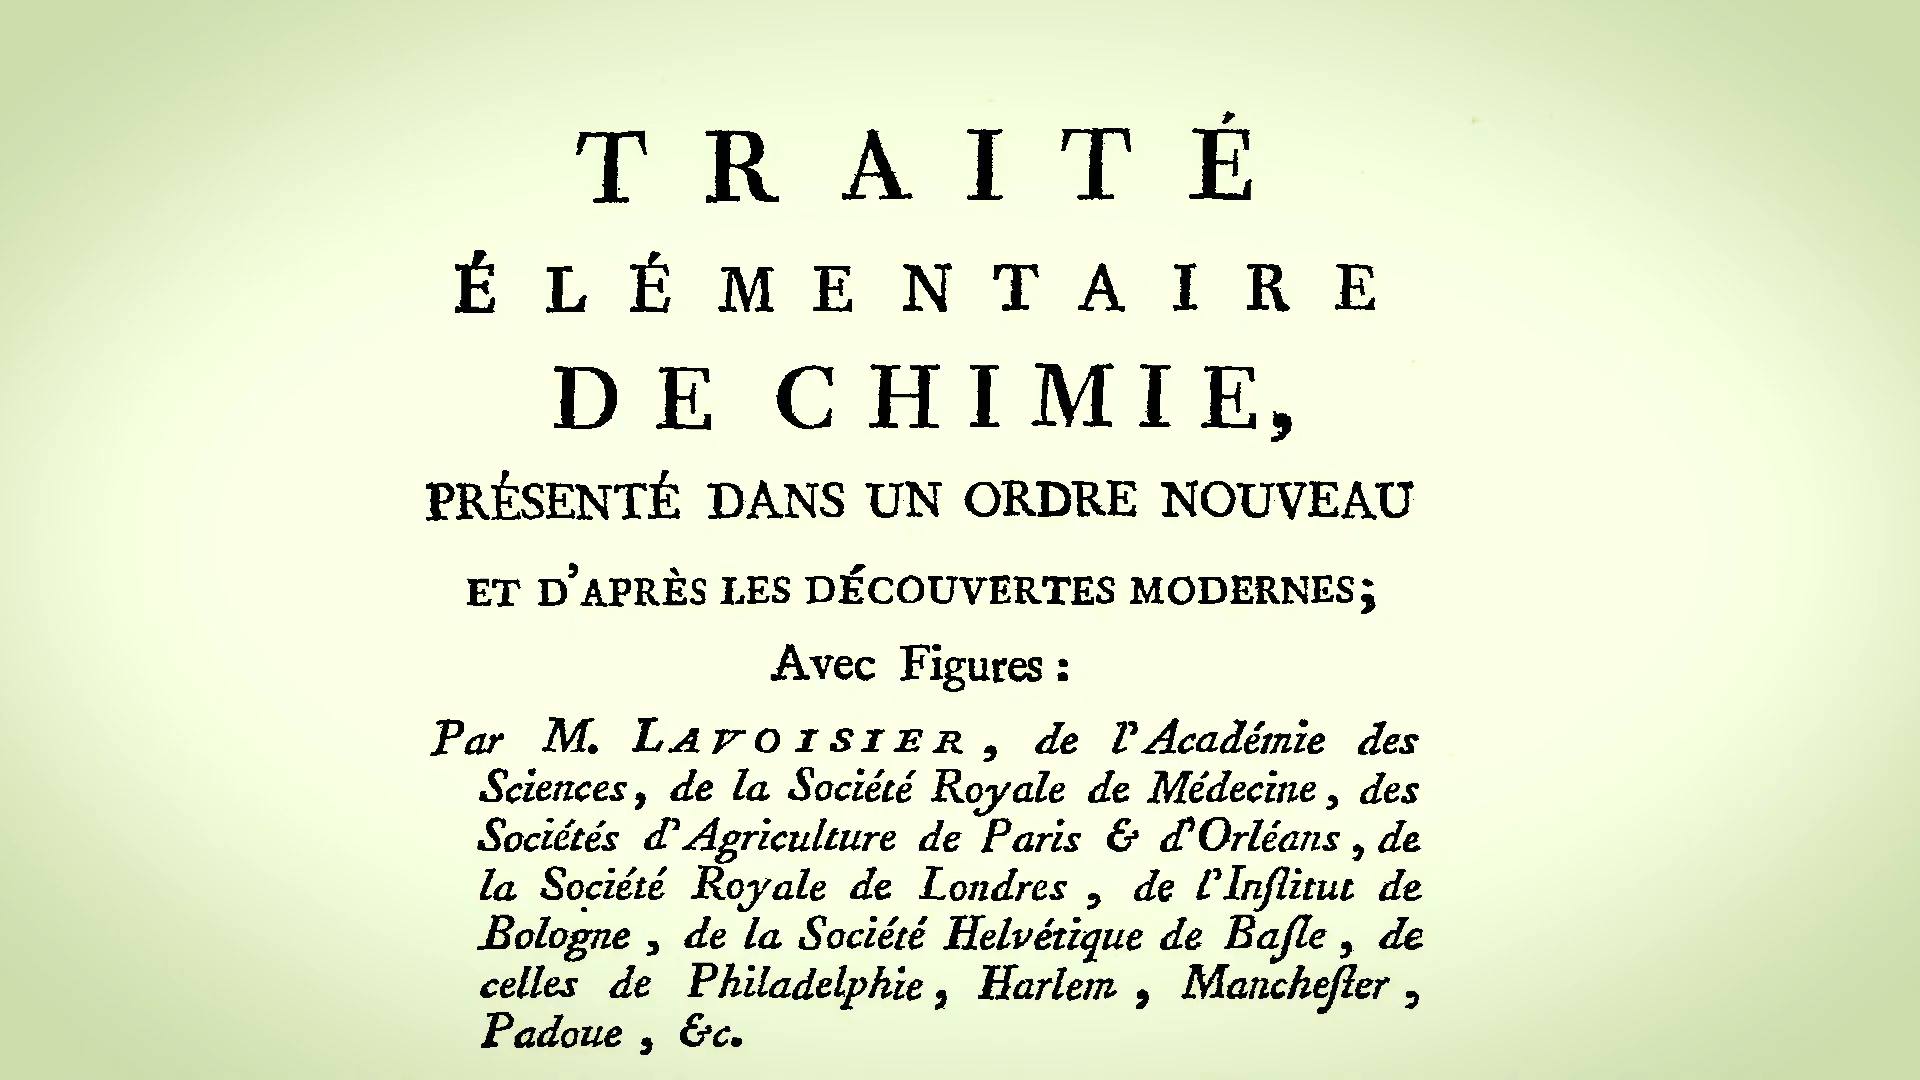 TRAITÉ
ÉLÉMENTAIRE
DE CHIMIE,
PRÉSENTÉ DANS UN ORDRE NOUVEAU
ET D'APRÈS LES DÉCOUVERTES MODERNES;
Avec Figures :
Par M. LAVOISIER, de l'Académie des
Sciences, de la Société Royale de Médecine, des
Sociétés d'Agriculture de Paris & d'Orléans, de
la Société Royale de Londres, de l'Inſtitut de
Bologne, de la Société Helvétique de Baſle, de
celles de Philadelphie, Harlem, Mancheſter,
Padoue, &c.